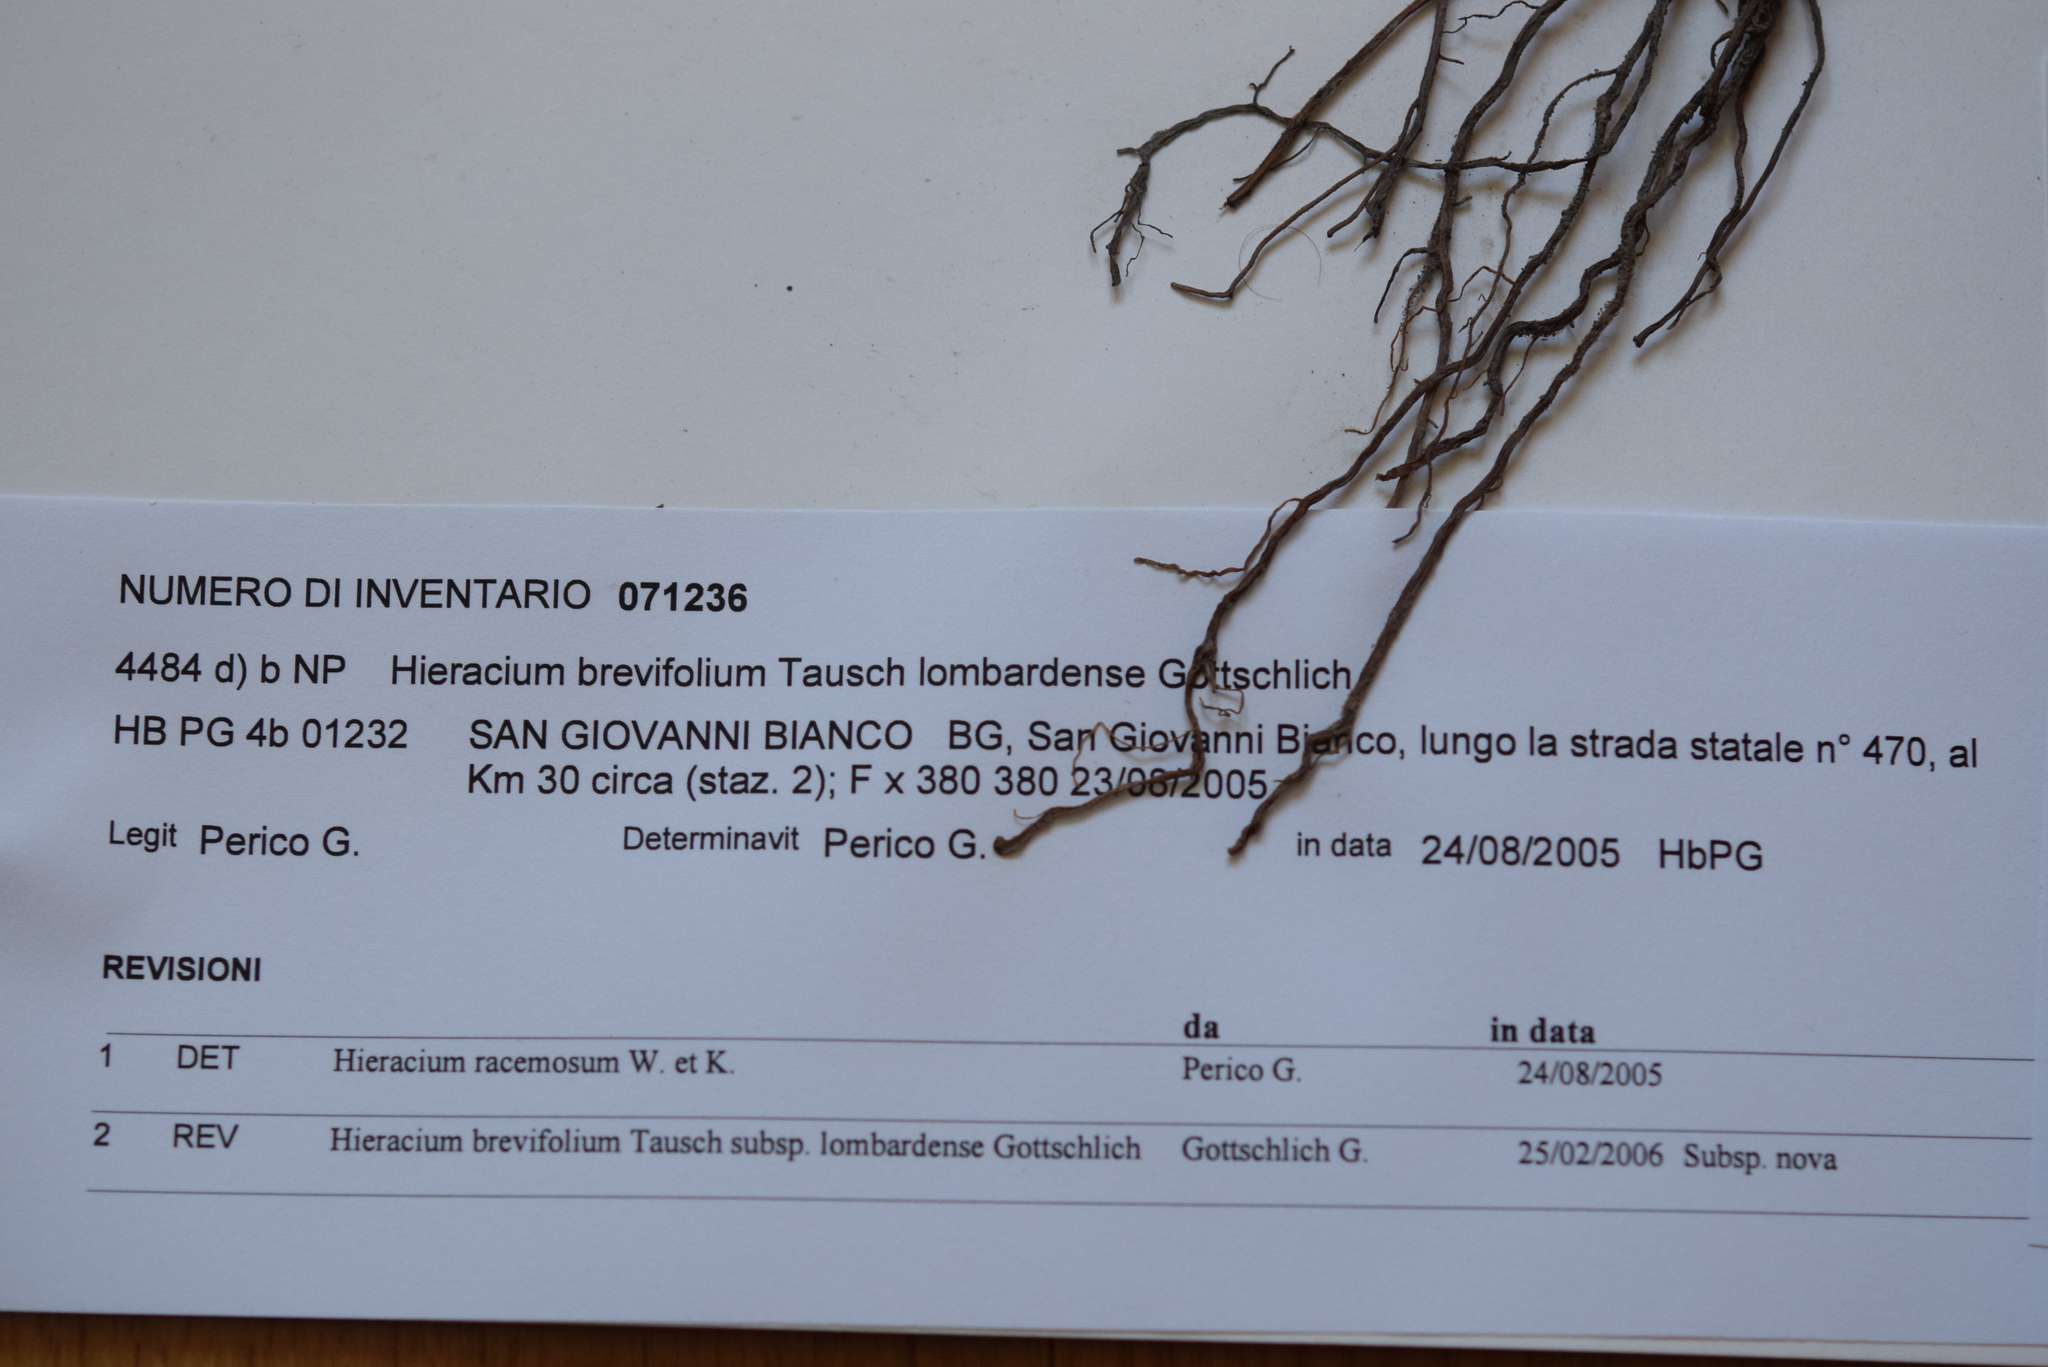 NUMERO DI INVENTARIO 071236
4484 d) b NP Hieracium brevifolium Tausch lombardense Gottschlich
HB PG 4b 01232 SAN GIOVANNI BIANCO BG, San Giovanni Bianco, lungo la strada statale n° 470, al
Km 30 circa (staz. 2); F x 380 380 23/08/2005
Legit Perico G. Determinavit Perico G. in data 24/08/2005 HbPG
REVISIONI
da in data
1 DET Hieracium racemosum W. et K. Perico G. 24/08/2005
2 REV Hieracium brevifolium Tausch subsp. lombardense Gottschlich Gottschlich G. 25/02/2006 Subsp. nova